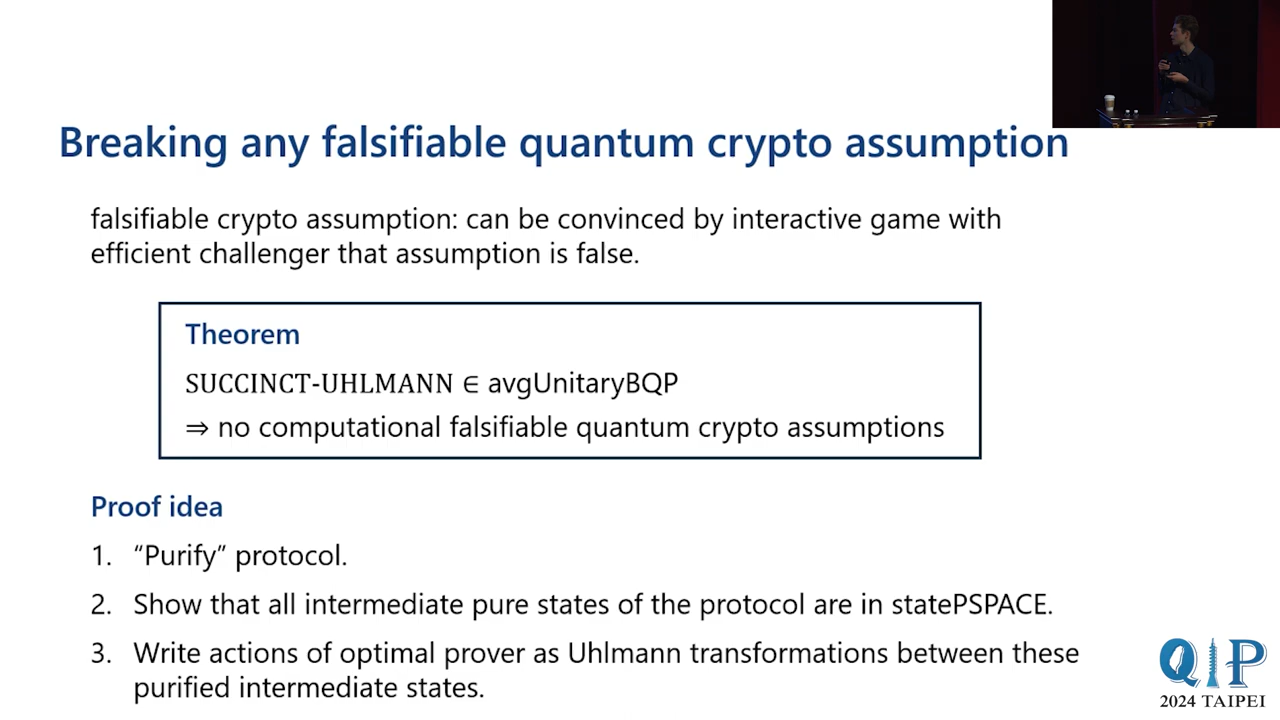 Breaking any falsifiable quantum crypto assumption
falsifiable crypto assumption: can be convinced by interactive game with
efficient challenger that assumption is false.
Theorem
SUCCINCT-UHLMANN ∈ avgUnitaryBQP
⇒ no computational falsifiable quantum crypto assumptions
Proof idea
1. “Purify” protocol.
2. Show that all intermediate pure states of the protocol are in statePSPACE.
3. Write actions of optimal prover as Uhlmann transformations between these
purified intermediate states.
QIP
2024 TAIPEI